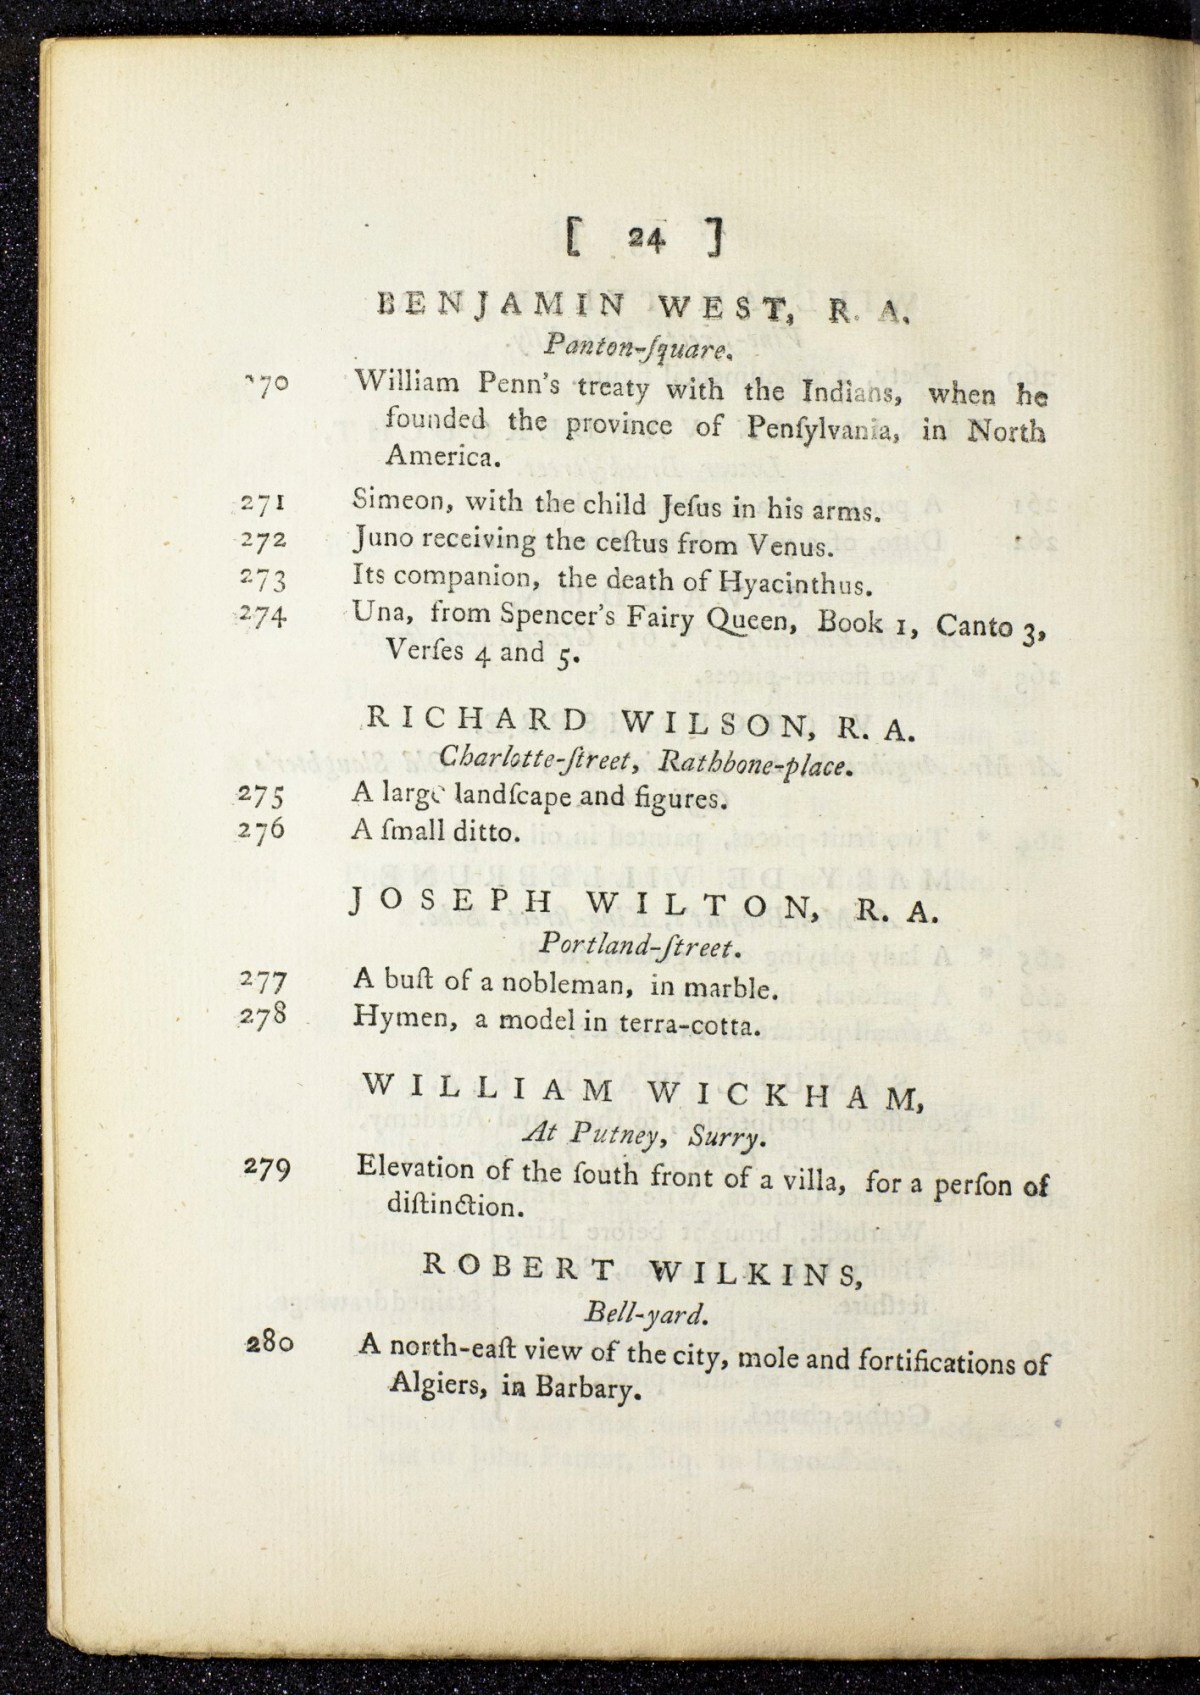 [ 24 ]
BENJAMIN WEST, R. A.
Panton-ſquare.
270 William Penn's treaty with the Indians, when he
founded the province of Penſylvania, in North
America.
271 Simeon, with the child Jeſus in his arms.
272 Juno receiving the ceſtus from Venus.
273 Its companion, the death of Hyacinthus.
274 Una, from Spencer's Fairy Queen, Book 1, Canto 3,
Verſes 4 and 5.
RICHARD WILSON, R. A.
Charlotte-ſtreet, Rathbone-place.
275 A large landſcape and figures.
276 A ſmall ditto.
JOSEPH WILTON, R. A.
Portland-ſtreet.
277 A buſt of a nobleman, in marble.
278 Hymen, a model in terra-cotta.
WILLIAM WICKHAM,
At Putney, Surry.
279 Elevation of the ſouth front of a villa, for a perſon of
diſtinction.
ROBERT WILKINS,
Bell-yard.
280 A north-eaſt view of the city, mole and fortifications of
Algiers, in Barbary.